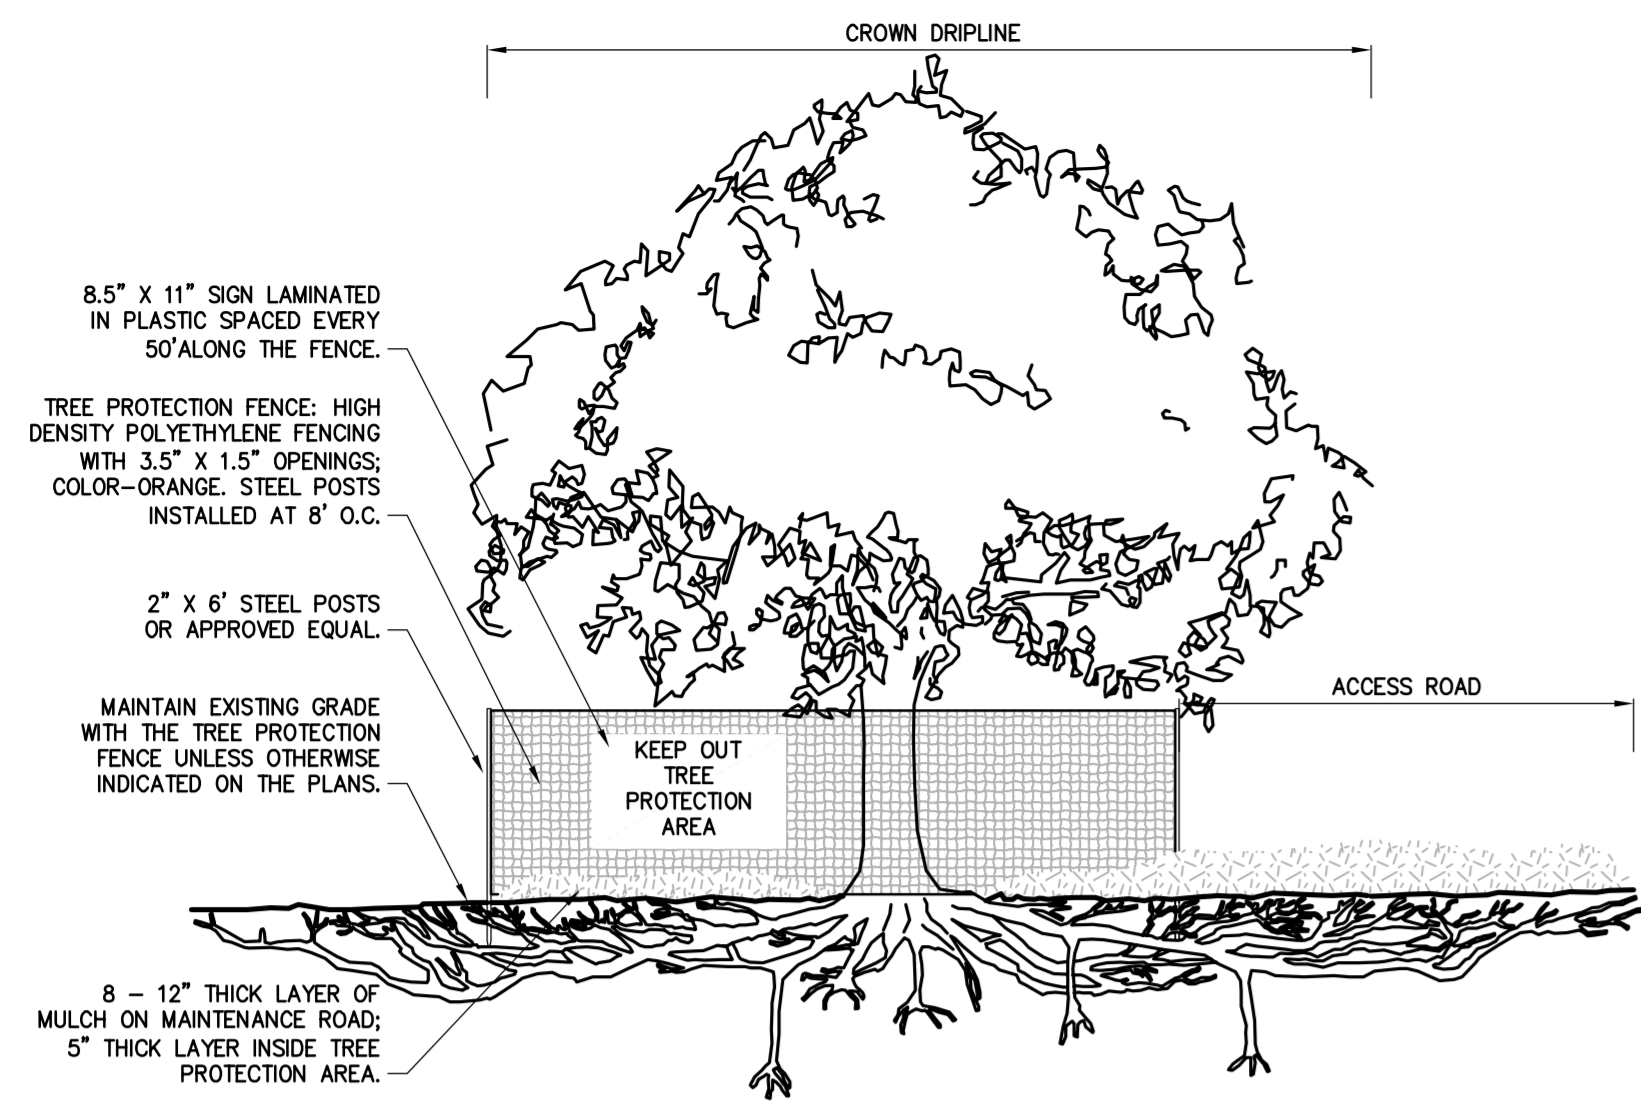 CROWN DRIPLINE
8.5" X 11" SIGN LAMINATED
IN PLASTIC SPACED EVERY
50'ALONG THE FENCE.
TREE PROTECTION FENCE: HIGH
DENSITY POLYETHYLENE FENCING
WITH 3.5" X 1.5" OPENINGS;
COLOR-ORANGE. STEEL POSTS
INSTALLED AT 8' O.C.
2" X 6' STEEL POSTS
OR APPROVED EQUAL.
MAINTAIN EXISTING GRADE
WITH THE TREE PROTECTION
FENCE UNLESS OTHERWISE
INDICATED ON THE PLANS.
ACCESS ROAD
KEEP OUT
TREE
PROTECTION
AREA
8 - 12" THICK LAYER OF
MULCH ON MAINTENANCE ROAD;
5" THICK LAYER INSIDE TREE
PROTECTION AREA.